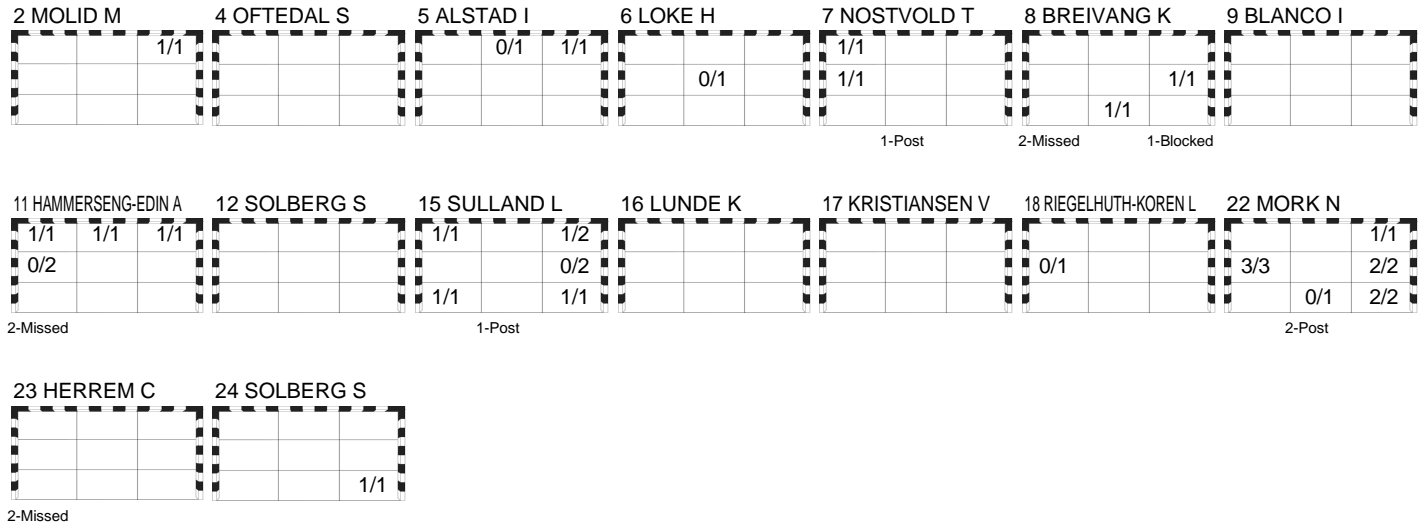 2 MOLID M 4 OFTEDAL S 5 ALSTAD I 6 LOKE H 7 NOSTVOLD T 8 BREIVANG K 9 BLANCO I
1/1 0/1 1/1 1/1
0/1 1/1 1/1
1/1
1-Post 2-Missed 1-Blocked
11 HAMMERSENG-EDIN A 12 SOLBERG S 15 SULLAND L 16 LUNDE K 17 KRISTIANSEN V 18 RIEGELHUTH-KOREN L 22 MORK N
1/1 1/1 1/1 1/1 1/2 1/1
0/2 0/2 0/1 3/3 2/2
1/1 1/1 0/1 2/2
2-Missed 1-Post 2-Post
23 HERREM C 24 SOLBERG S
1/1
2-Missed